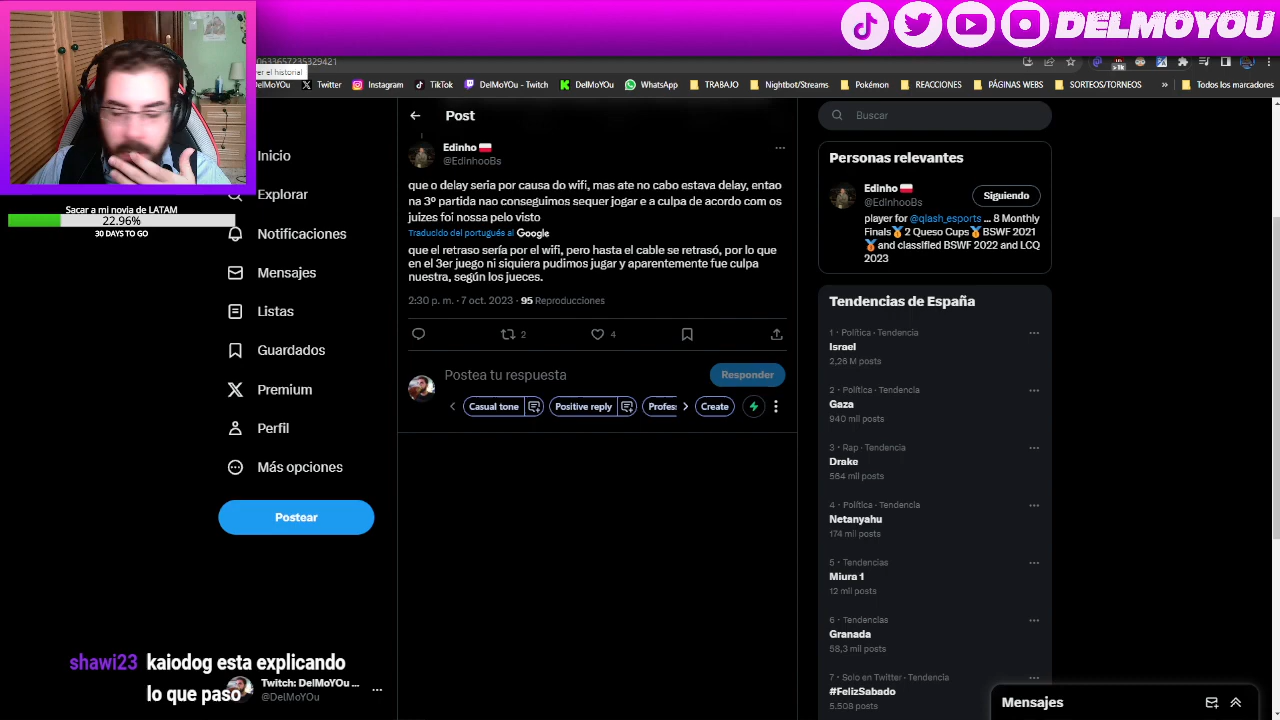 DELMOYOU
0633657235329421
er el historial
DelMoYOu
Twitter
Instagram
TikTok
DelMoYOu - Twitch
DelMoYOu
WhatsApp
TRABAJO
Nightbot/Streams
Pokémon
REACCIONES
PÁGINAS WEBS
SORTEOS/TORNEOS
»
Todos los marcadores
Sacar a mi novia de LATAM
22.96%
30 DAYS TO GO
Inicio
Explorar
Notificaciones
Mensajes
Listas
Guardados
Premium
Perfil
Más opciones
Postear
Post
Edinho
@EdInhooBs
que o delay seria por causa do wifi, mas ate no cabo estava delay, entao
na 3º partida nao conseguimos sequer jogar e a culpa de acordo com os
juizes foi nossa pelo visto
Traducido del portugués al Google
que el retraso sería por el wifi, pero hasta el cable se retrasó, por lo que
en el 3er juego ni siquiera pudimos jugar y aparentemente fue culpa
nuestra, según los jueces.
2:30 p. m. · 7 oct. 2023 · 95 Reproducciones
2
4
Postea tu respuesta
Responder
Casual tone
Positive reply
Profes
Create
Buscar
Personas relevantes
Edinho
@EdInhooBs
Siguiendo
player for @qlash_esports ... 8 Monthly
Finals🥇 2 Queso Cups🥇BSWF 2021
🥉and classified BSWF 2022 and LCQ
2023
Tendencias de España
1 · Política · Tendencia
Israel
2,26 M posts
2 · Política · Tendencia
Gaza
940 mil posts
3 · Rap · Tendencia
Drake
564 mil posts
4 · Política · Tendencia
Netanyahu
174 mil posts
5 · Tendencias
Miura 1
12 mil posts
6 · Tendencias
Granada
58,3 mil posts
7 · Solo en Twitter · Tendencia
#FelizSabado
5.508 posts
Mensajes
shawi23 kaiodog esta explicando
lo que paso
Twitch: DelMoYOu ...
@DelMoYOu